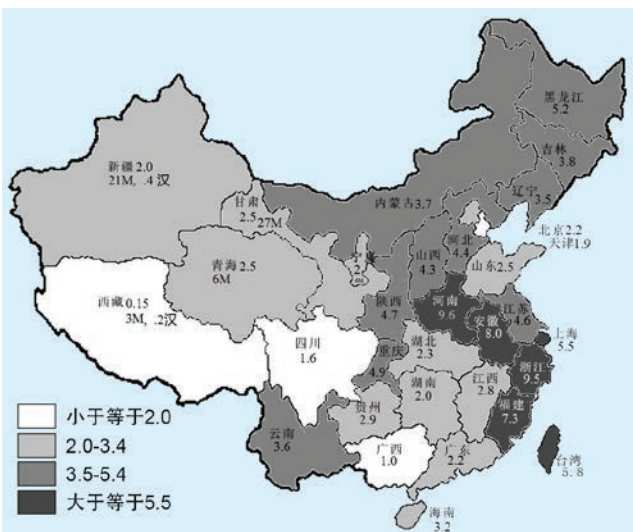 黑龙江
5.2
吉林
3.8
辽宁
3.5
内蒙古3.7
新疆 2.0
21M, .4汉
甘肃
2.5
27M
北京2.2
天津1.9
河北
4.4
山西
4.3
山东2.5
青海 2.5
6M
宁夏
陕西
4.7
河南
9.6
江苏
4.6
安徽
8.0
上海
5.5
西藏 0.15
3M, .2汉
四川
1.6
重庆
4.9
湖北
2.3
浙江
9.5
湖南
2.0
江西
2.8
贵州
2.9
福建
7.3
云南
3.6
广西
1.0
广东
2.2
台湾
5.8
海南
3.2
小于等于2.0
2.0-3.4
3.5-5.4
大于等于5.5